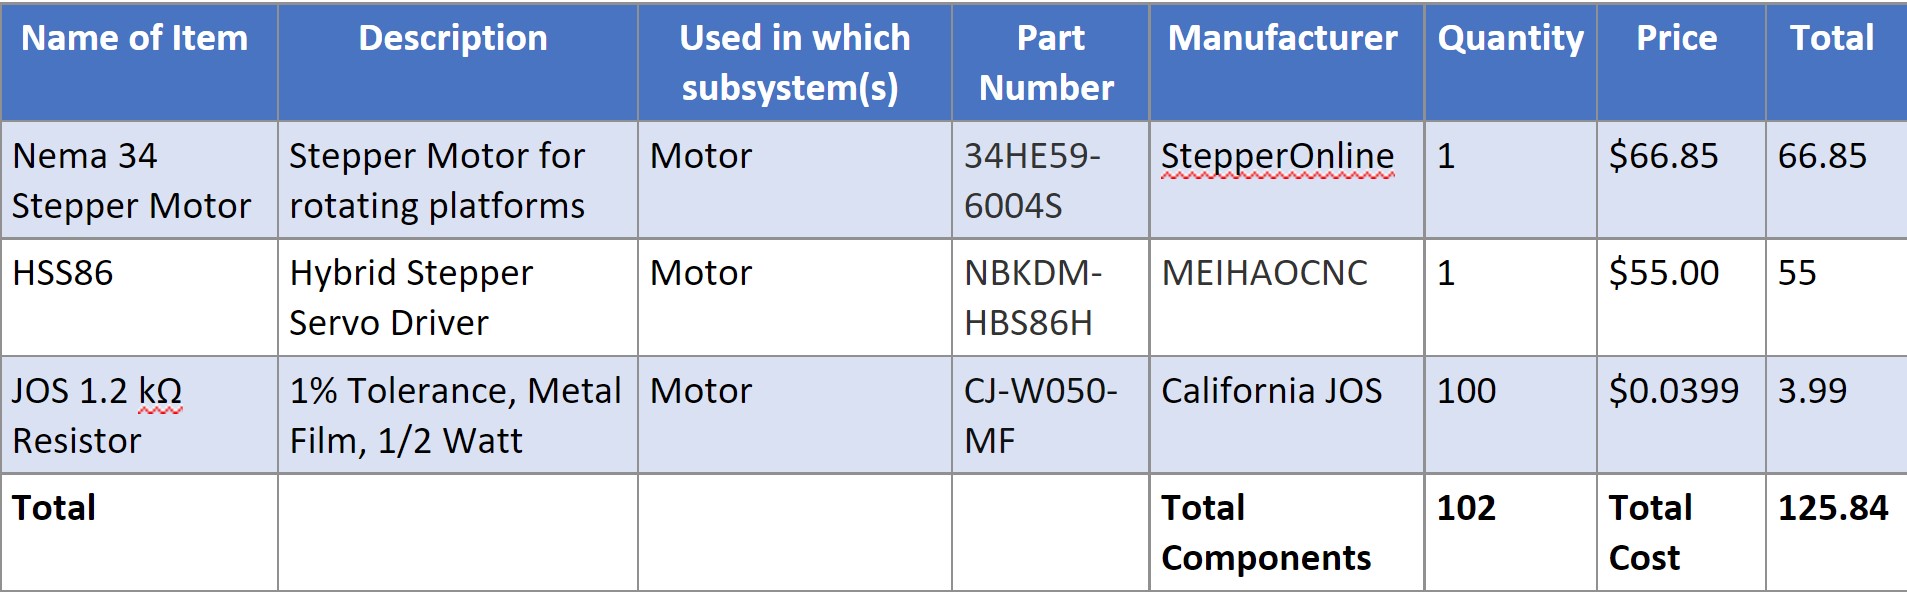 Name of Item
Description
Used in which
subsystem(s)
Part
Number
Manufacturer
Quantity
Price
Total
Nema 34
Stepper Motor
Stepper Motor for
rotating platforms
Motor
34HE59-
6004S
StepperOnline
1
$66.85
66.85
HSS86
Hybrid Stepper
Servo Driver
Motor
NBKDM-
HBS86H
MEIHAOCNC
1
$55.00
55
JOS 1.2 kΩ
Resistor
1% Tolerance, Metal
Film, 1/2 Watt
Motor
CJ-W050-
MF
California JOS
100
$0.0399
3.99
Total
Total
Components
102
Total
Cost
125.84